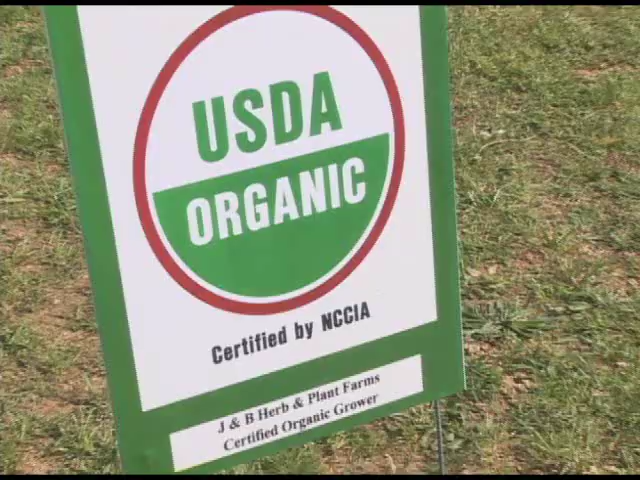 USDA
ORGANIC
Certified by NCCIA
J & B Herb & Plant Farms
Certified Organic Grower